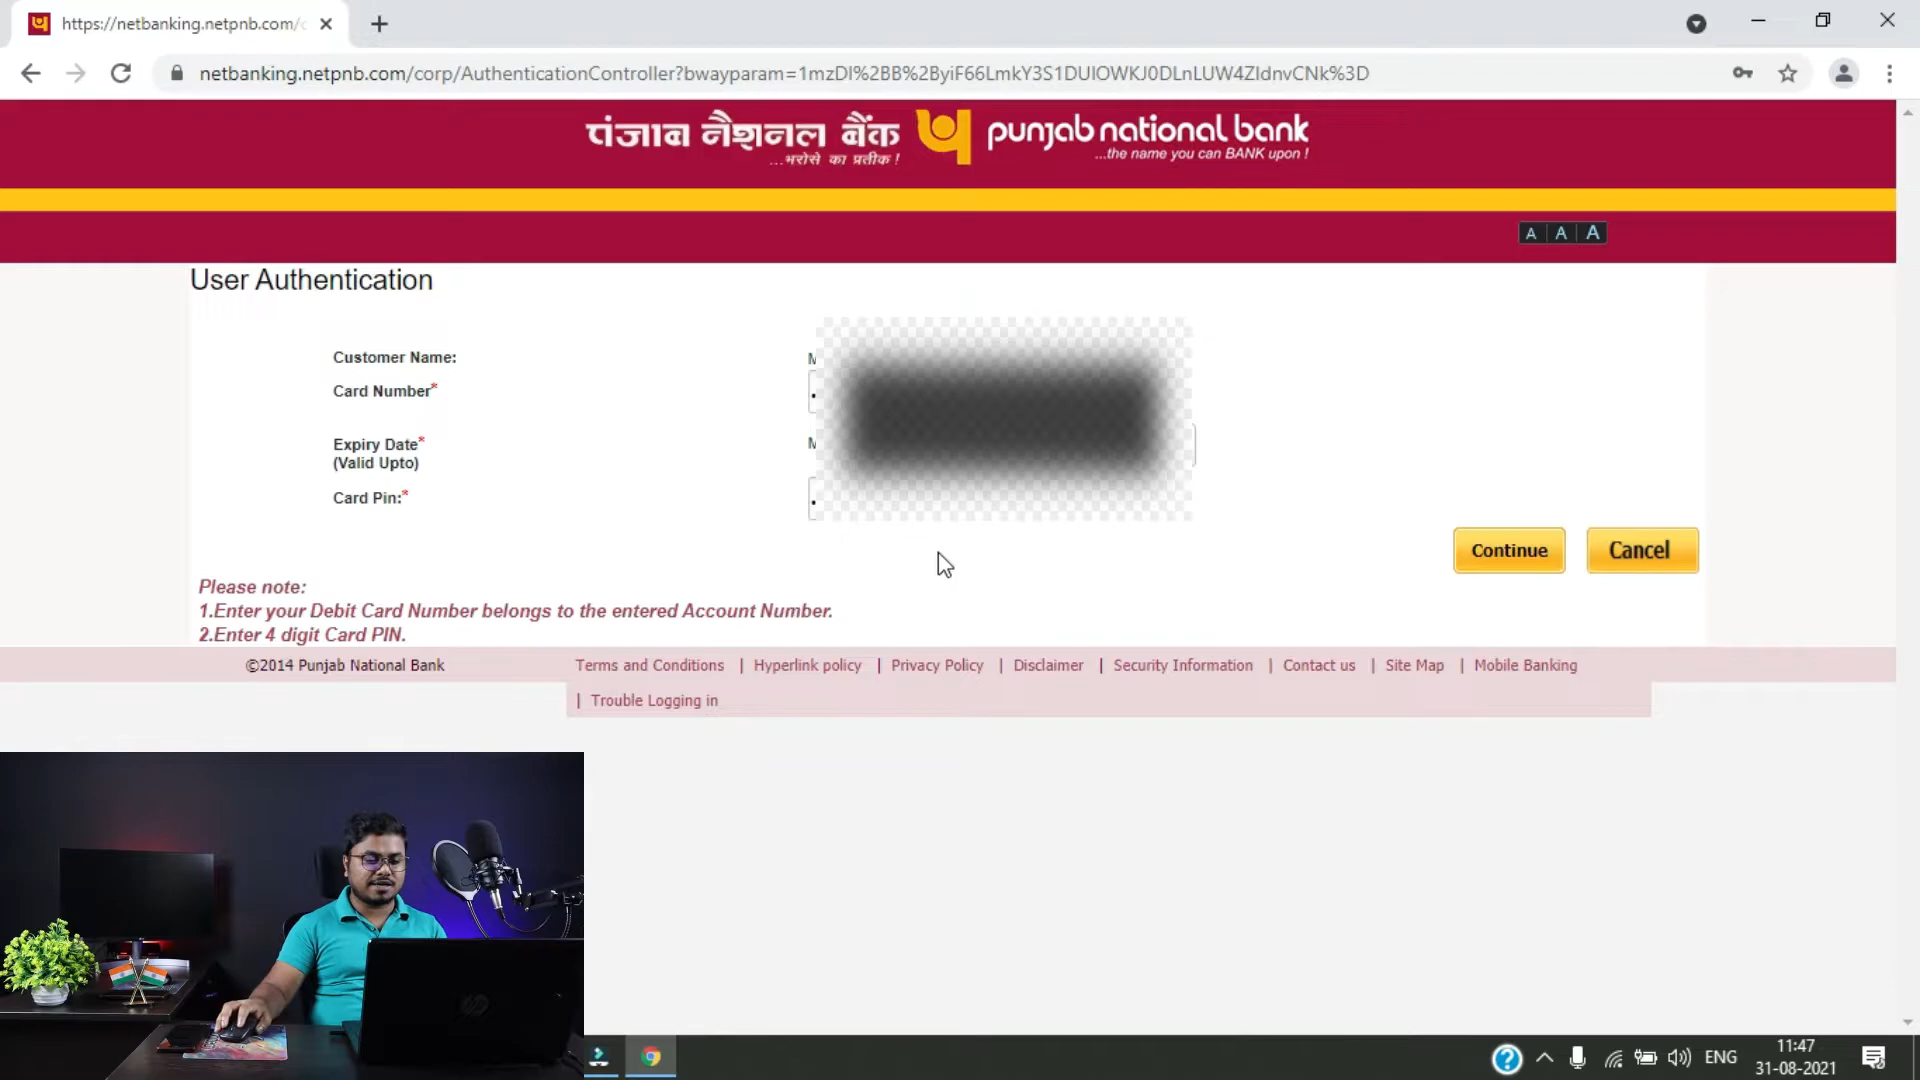 https://netbanking.netpnb.com/
netbanking.netpnb.com/corp/AuthenticationController?bwayparam=1mzDI%2BB%2ByiF66LmkY3S1DUIOWKJ0DLnLUW4ZIdnvCNk%3D
पंजाब नैशनल बैंक
...भरोसे का प्रतीक !
punjab national bank
...the name you can BANK upon !
A A A
User Authentication
Customer Name: M
Card Number*
Expiry Date* M
(Valid Upto)
Card Pin:*
Continue Cancel
Please note:
1.Enter your Debit Card Number belongs to the entered Account Number.
2.Enter 4 digit Card PIN.
©2014 Punjab National Bank Terms and Conditions | Hyperlink policy | Privacy Policy | Disclaimer | Security Information | Contact us | Site Map | Mobile Banking
| Trouble Logging in
hp
ENG
11:47
31-08-2021